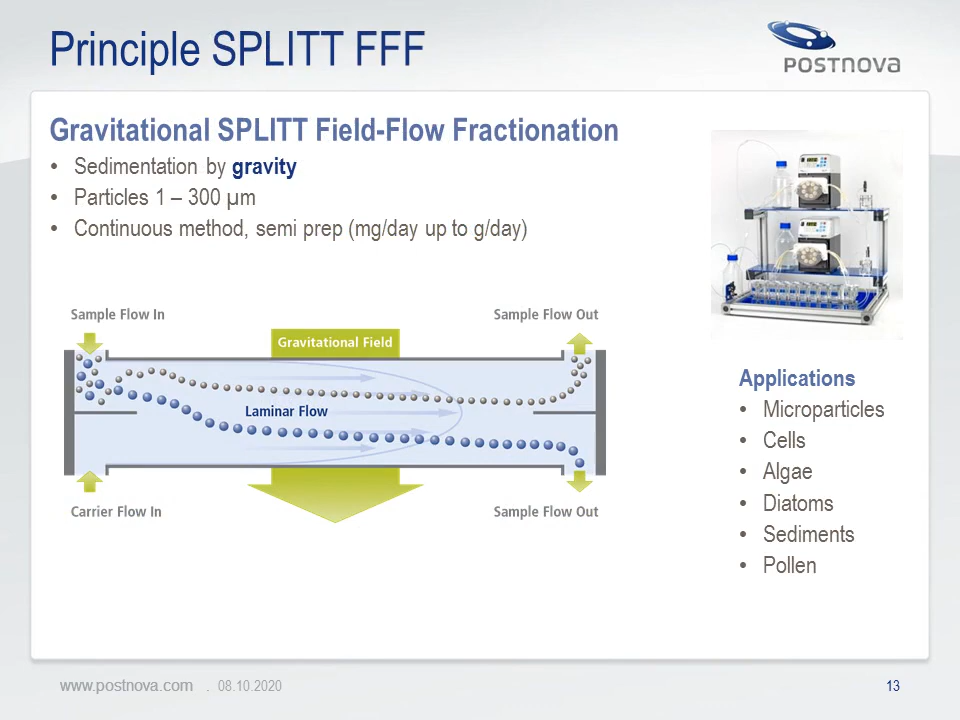 Principle SPLITT FFF
POSTNOVA
Gravitational SPLITT Field-Flow Fractionation
• Sedimentation by gravity
• Particles 1 – 300 µm
• Continuous method, semi prep (mg/day up to g/day)
Sample Flow In
Sample Flow Out
Gravitational Field
Laminar Flow
Carrier Flow In
Sample Flow Out
Applications
• Microparticles
• Cells
• Algae
• Diatoms
• Sediments
• Pollen
www.postnova.com . 08.10.2020
13